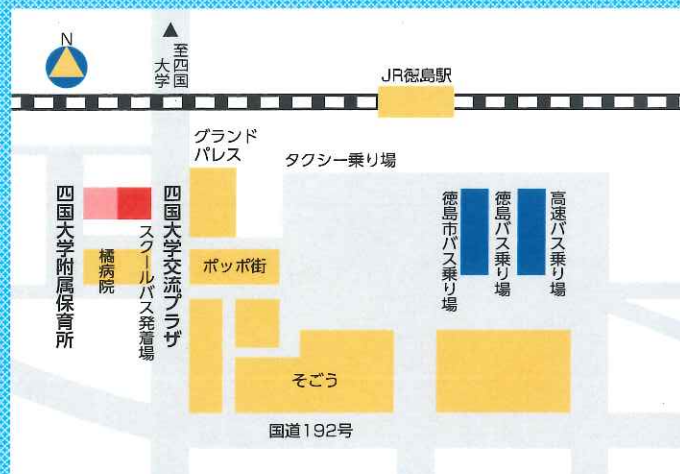 N
▲
至四国
大学
JR徳島駅
グランド
パレス
タクシー乗り場
四国大学附属保育所
橘病院
スクールバス発着場
四国大学交流プラザ
ポッポ街
徳島市バス乗り場
徳島バス乗り場
高速バス乗り場
そごう
国道192号